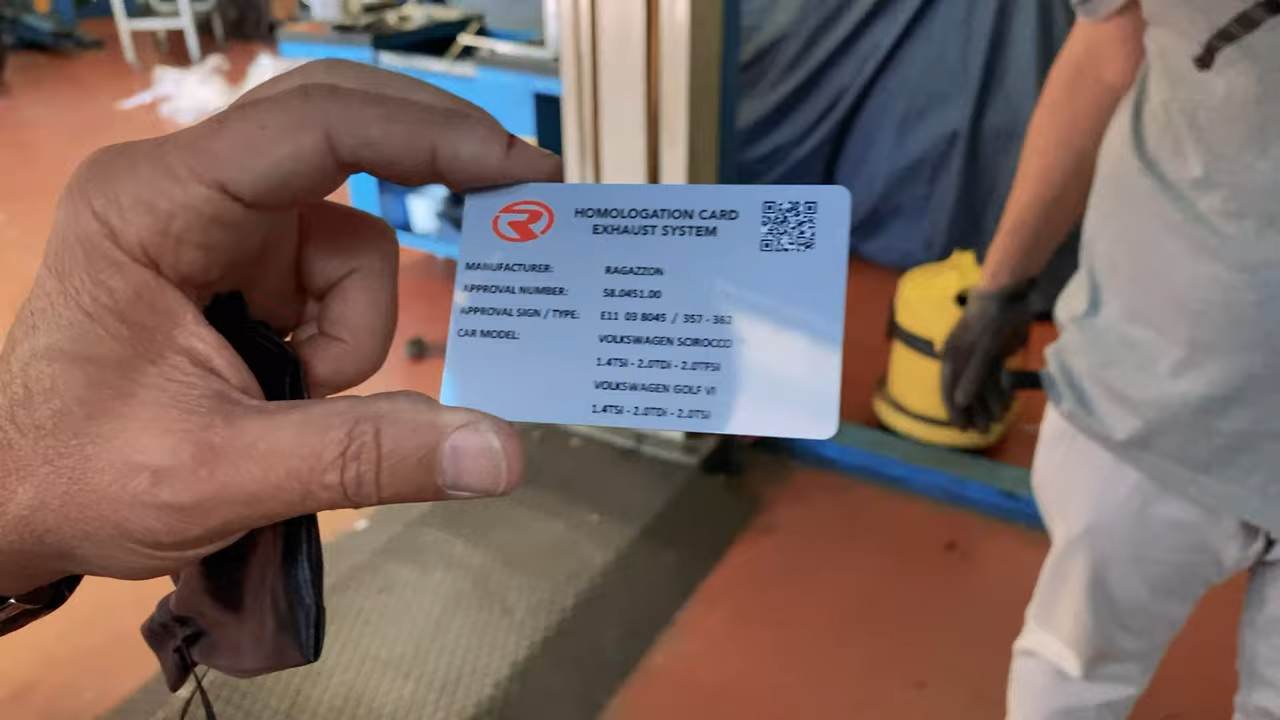 HOMOLOGATION CARD
EXHAUST SYSTEM
MANUFACTURER: RAGAZZON
APPROVAL NUMBER: 58.0451.00
APPROVAL SIGN / TYPE: E11 03 8045 / 357 - 362
CAR MODEL: VOLKSWAGEN SCIROCCO
1.4TSI - 2.0TDI - 2.0TFSI
VOLKSWAGEN GOLF VI
1.4TSI - 2.0TDI - 2.0TSI